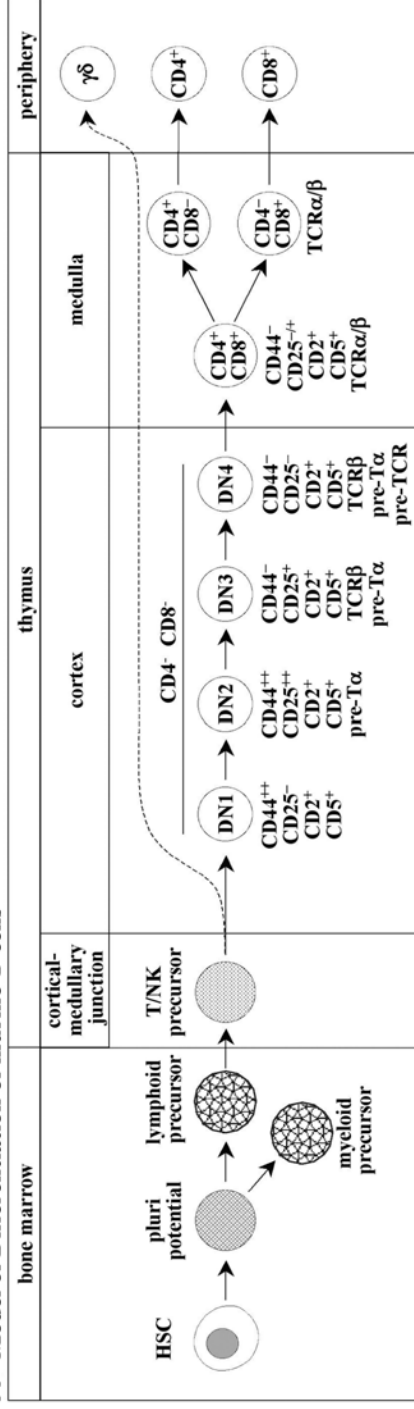 bone marrow
thymus
periphery
cortical-
medullary
junction
cortex
medulla
HSC
pluri
potential
lymphoid
precursor
myeloid
precursor
T/NK
precursor
CD4⁻ CD8⁻
DN1
CD44⁺⁺
CD25⁻
CD2⁺
CD5⁺
DN2
CD44⁺⁺
CD25⁺⁺
CD2⁺
CD5⁺
pre-Tα
DN3
CD44⁻
CD25⁺
CD2⁺
CD5⁺
TCRβ
pre-Tα
DN4
CD44⁻
CD25⁻
CD2⁺
CD5⁺
TCRβ
pre-Tα
pre-TCR
CD4⁺
CD8⁺
CD44⁻
CD25⁻/⁺
CD2⁺
CD5⁺
TCRα/β
CD4⁺
CD8⁻
CD4⁻
CD8⁺
TCRα/β
γδ
CD4⁺
CD8⁺